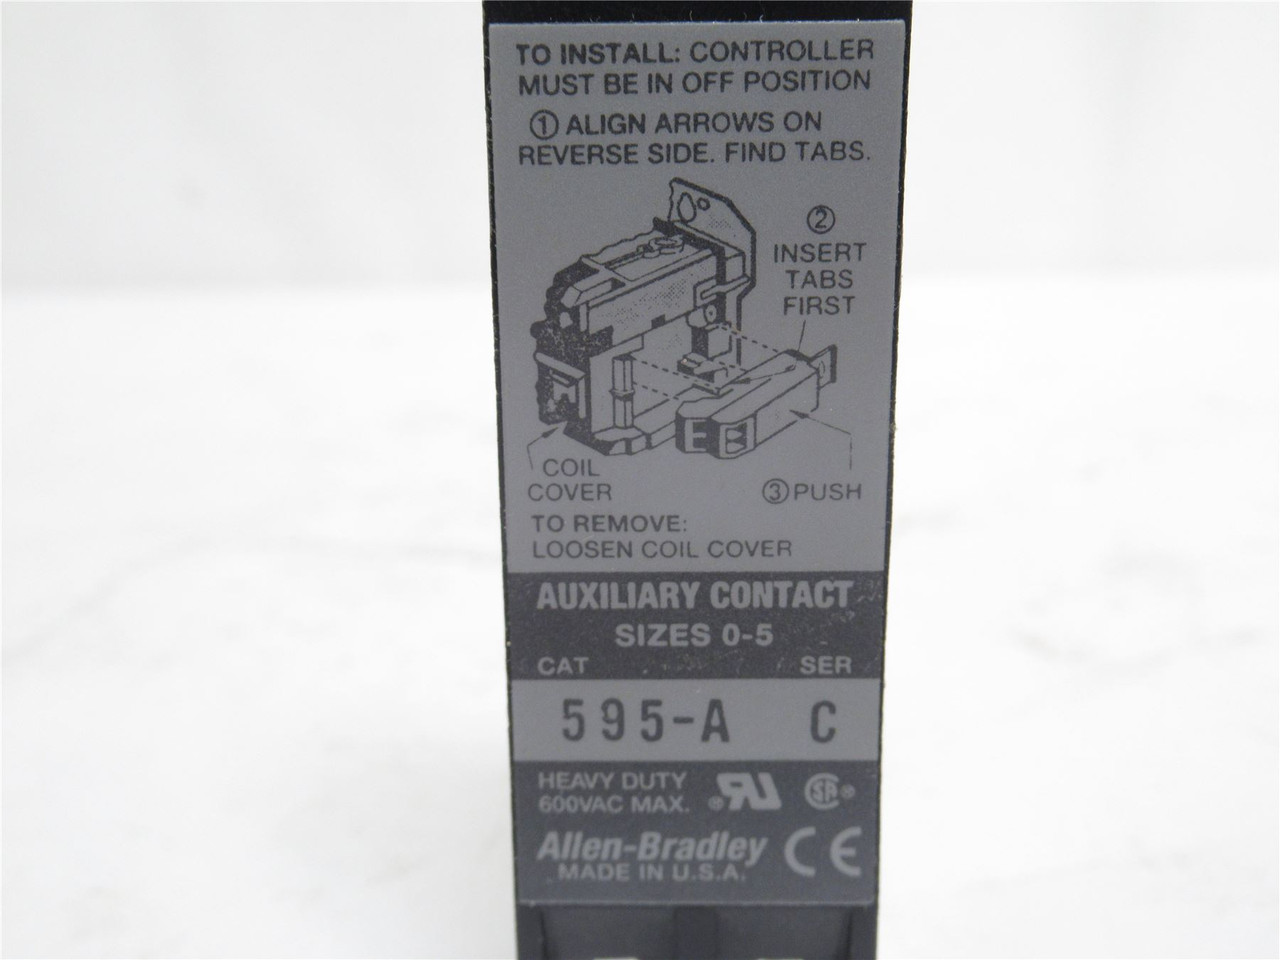 TO INSTALL: CONTROLLER
MUST BE IN OFF POSITION
① ALIGN ARROWS ON
REVERSE SIDE. FIND TABS.
②
INSERT
TABS
FIRST
COIL
COVER
③ PUSH
TO REMOVE:
LOOSEN COIL COVER
AUXILIARY CONTACT
SIZES 0-5
CAT SER
595-A C
HEAVY DUTY
600VAC MAX.
® RU SA ®
Allen-Bradley CE
MADE IN U.S.A.